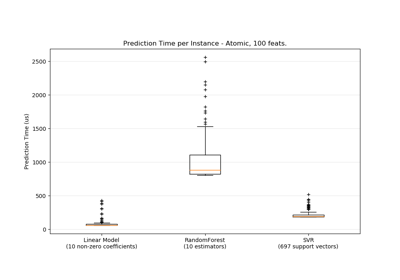 Prediction Time per Instance - Atomic, 100 feats.
2500
2000
1500
1000
500
0
Prediction Time (us)
Linear Model
(10 non-zero coefficients)
RandomForest
(10 estimators)
SVR
(697 support vectors)